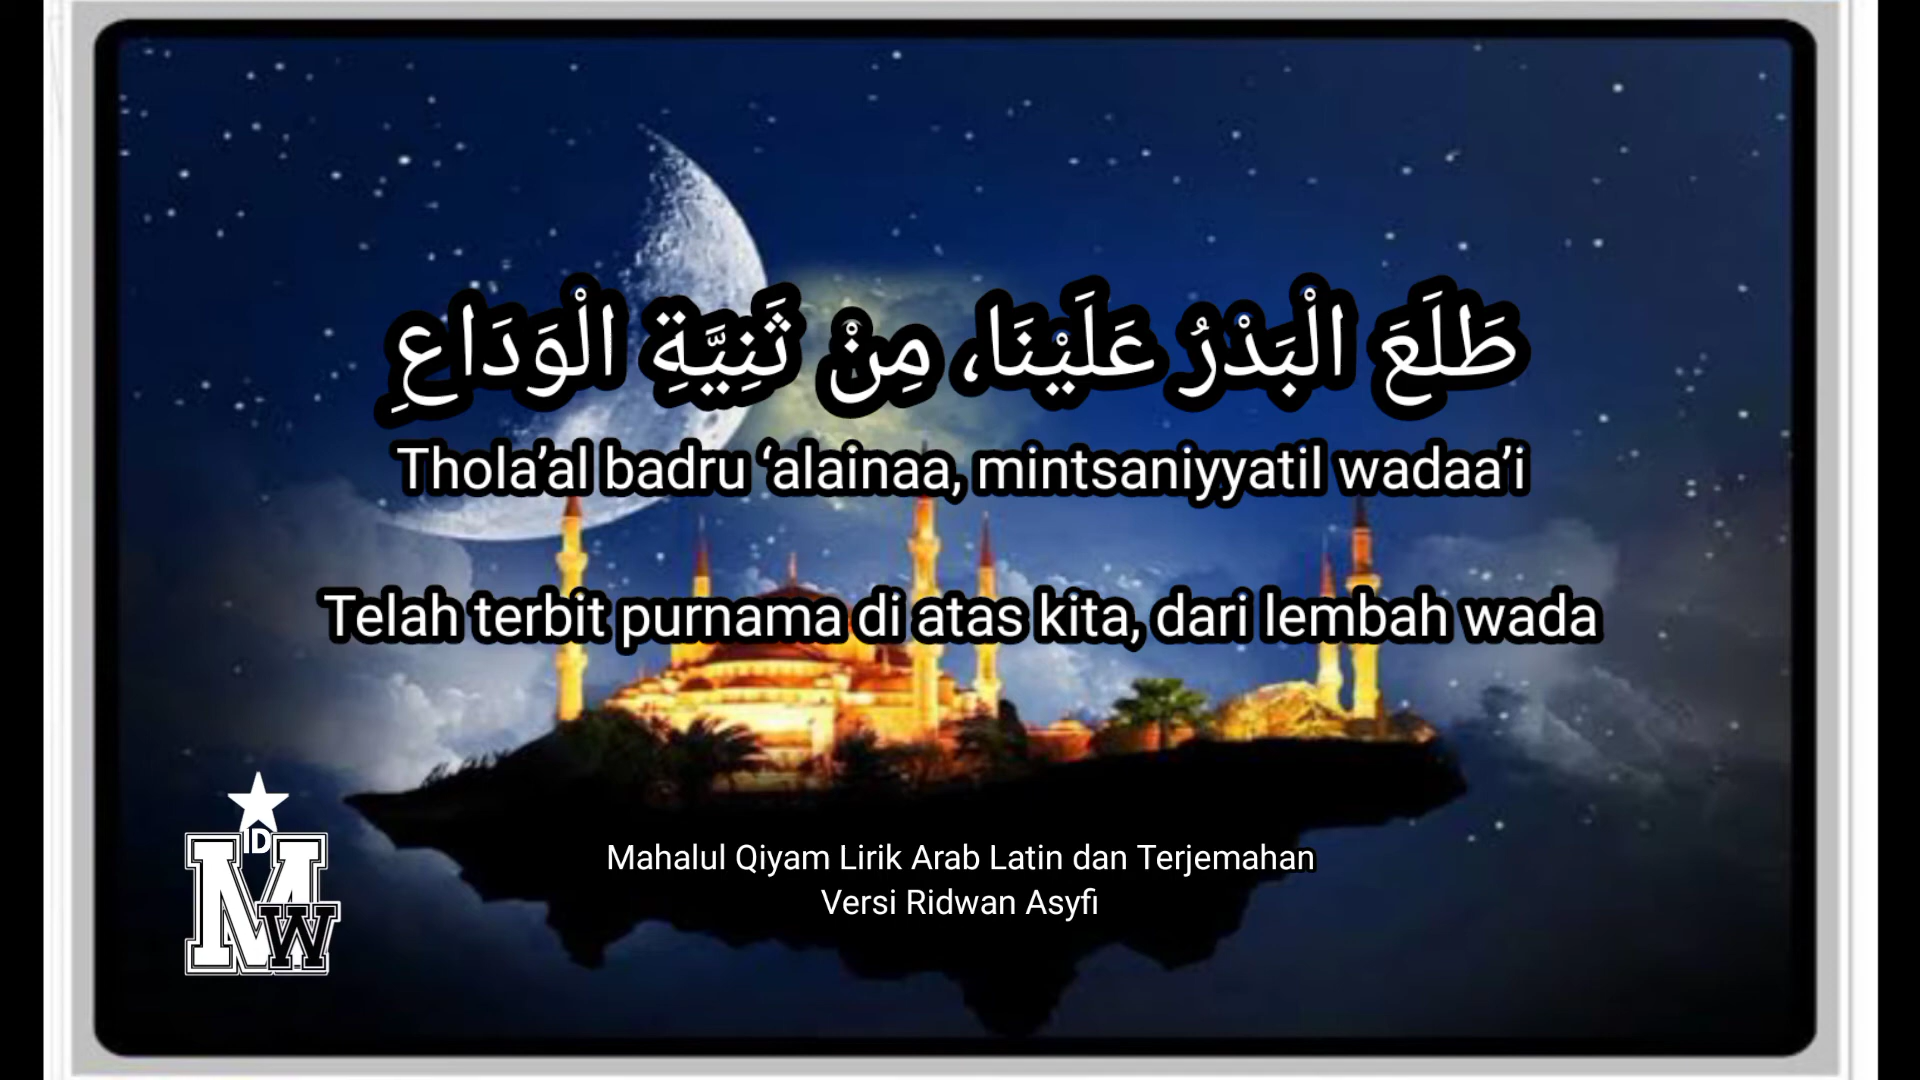 طَلَعَ الْبَدْرُ عَلَيْنَا، مِنْ ثَنِيَّةِ الْوَدَاعِ
Thola’al badru ‘alainaa, mintsaniyyatil wadaa’i
Telah terbit purnama di atas kita, dari lembah wada
ID
MW
Mahalul Qiyam Lirik Arab Latin dan Terjemahan
Versi Ridwan Asyfi